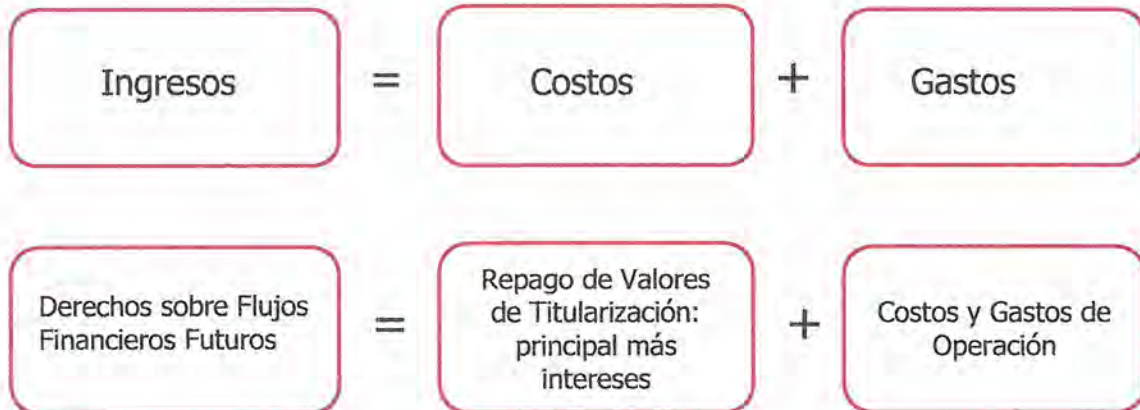 Ingresos
=
Costos
+
Gastos
Derechos sobre Flujos
Financieros Futuros
=
Repago de Valores
de Titularización:
principal más
intereses
+
Costos y Gastos de
Operación